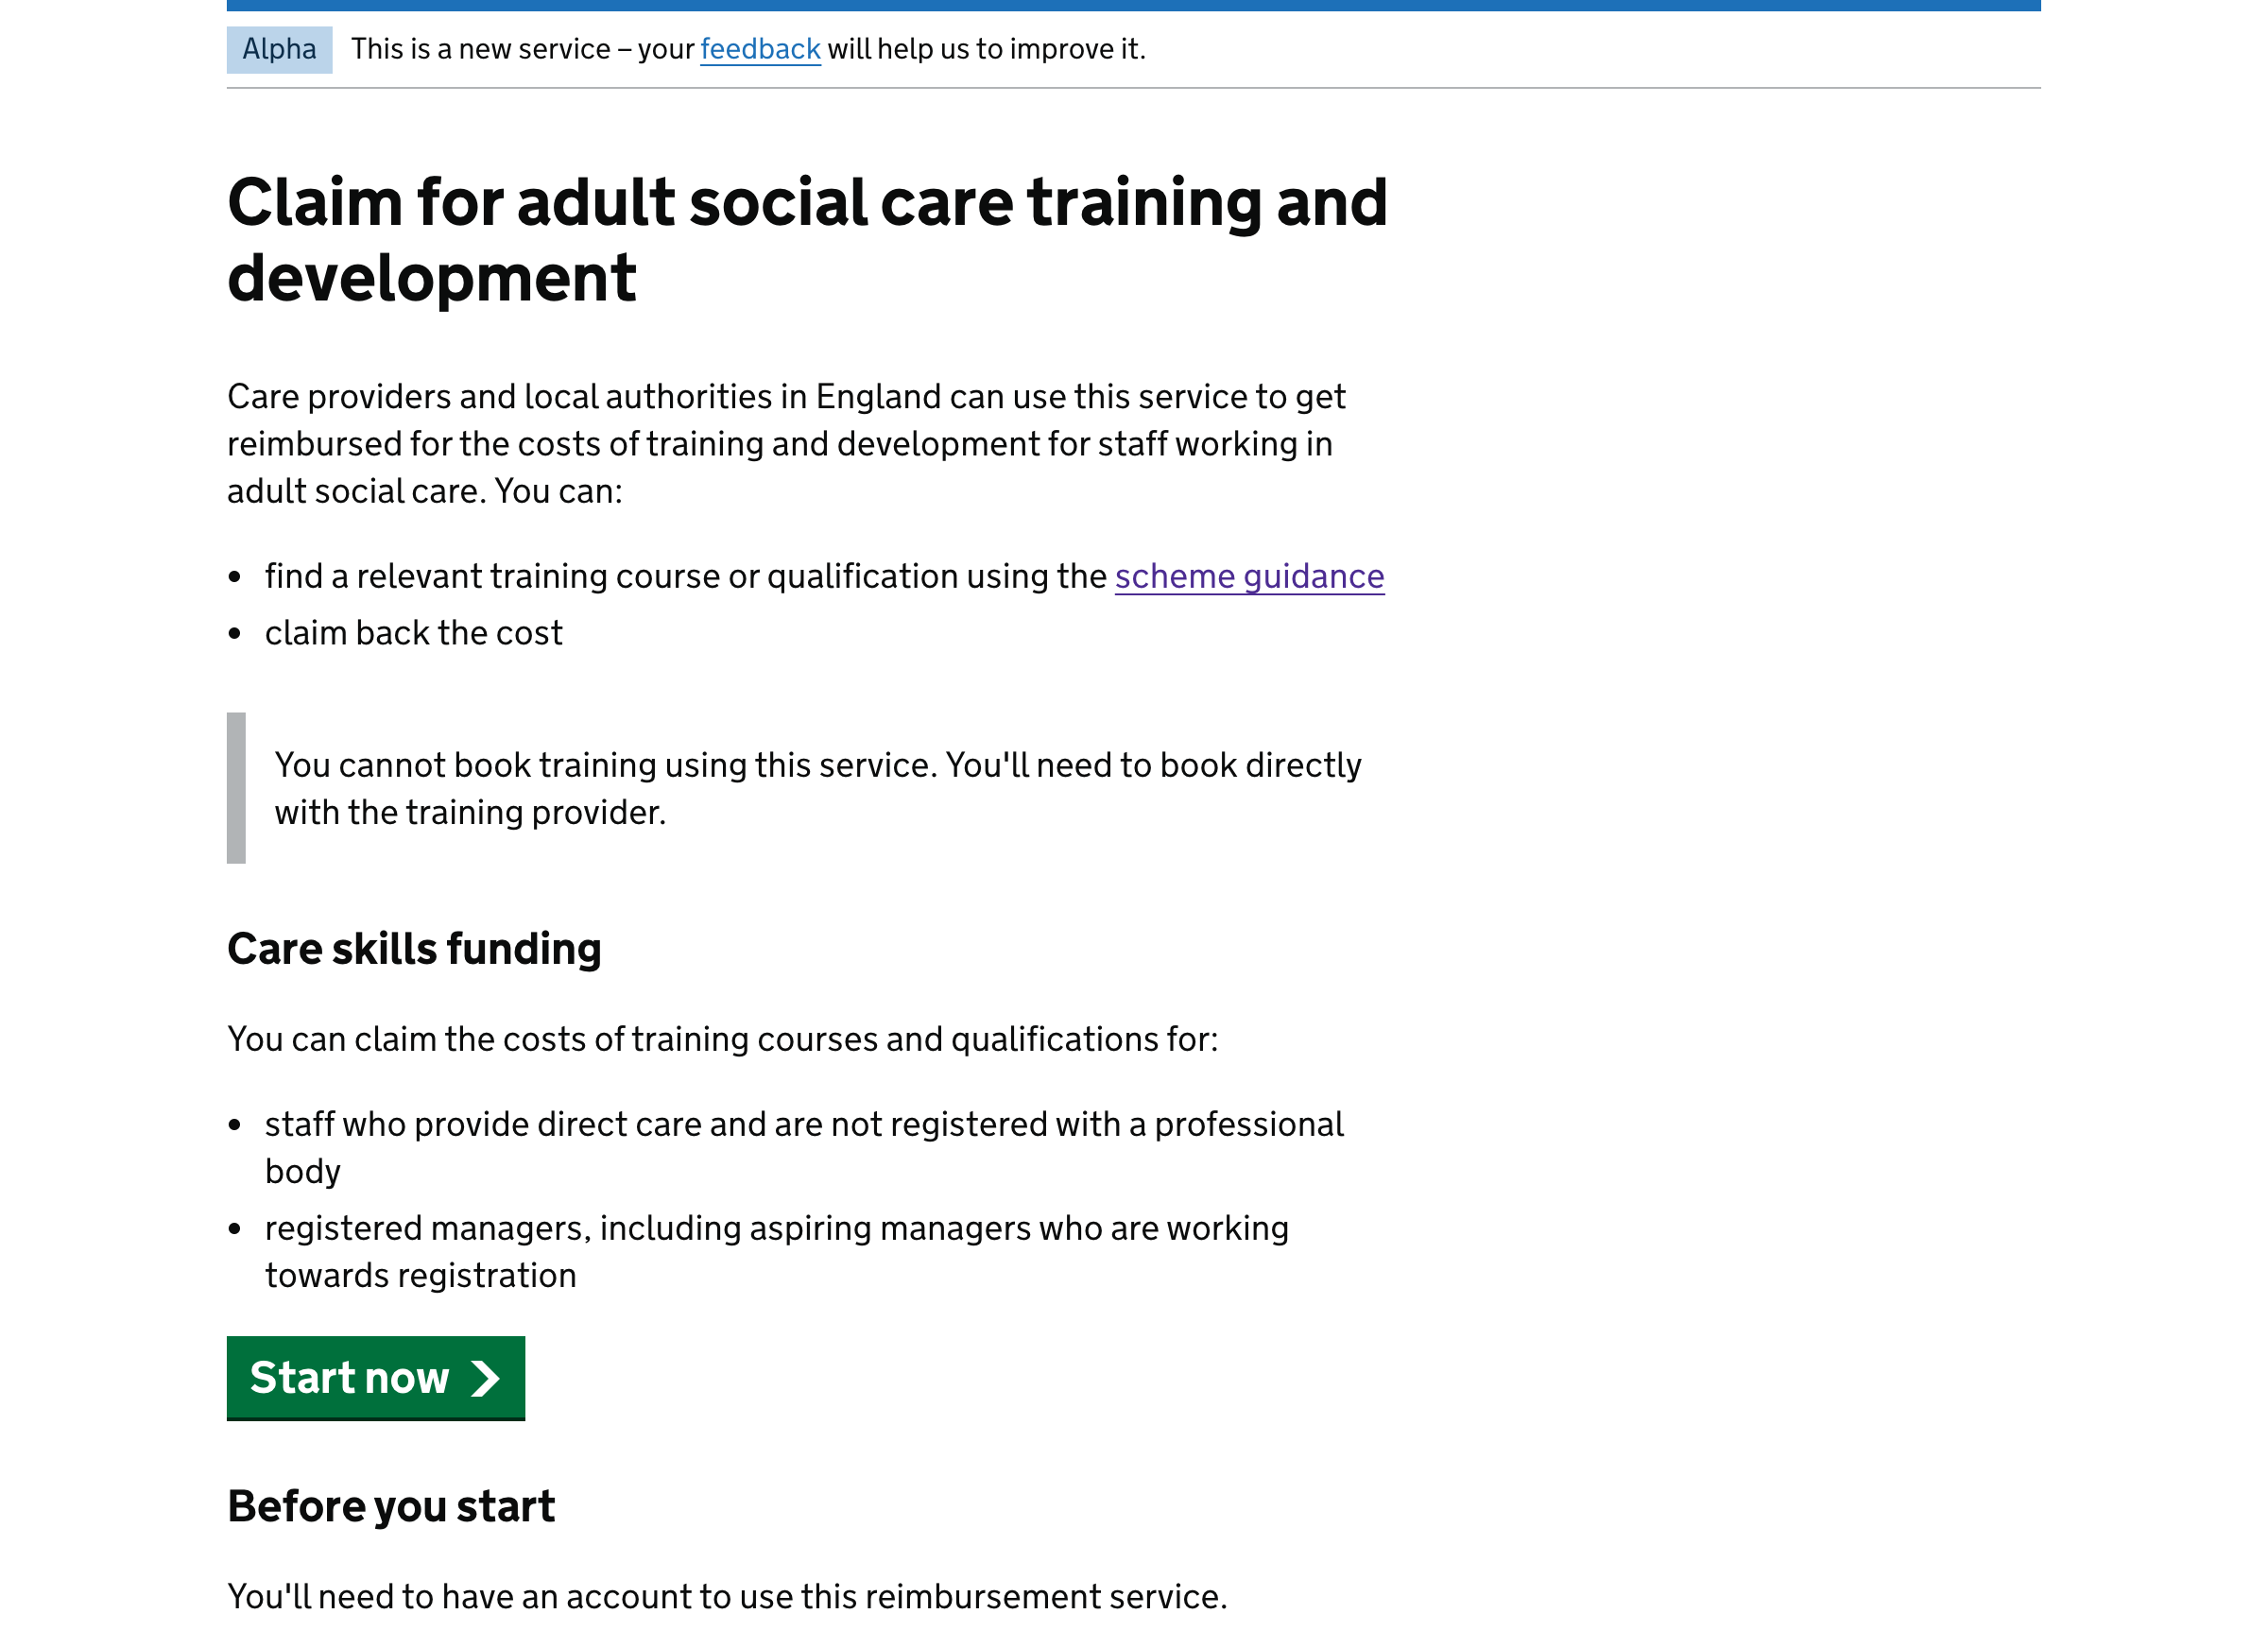 Alpha This is a new service – your feedback will help us to improve it.
Claim for adult social care training and
development
Care providers and local authorities in England can use this service to get
reimbursed for the costs of training and development for staff working in
adult social care. You can:
• find a relevant training course or qualification using the scheme guidance
• claim back the cost
You cannot book training using this service. You'll need to book directly
with the training provider.
Care skills funding
You can claim the costs of training courses and qualifications for:
• staff who provide direct care and are not registered with a professional
body
• registered managers, including aspiring managers who are working
towards registration
Start now
Before you start
You'll need to have an account to use this reimbursement service.